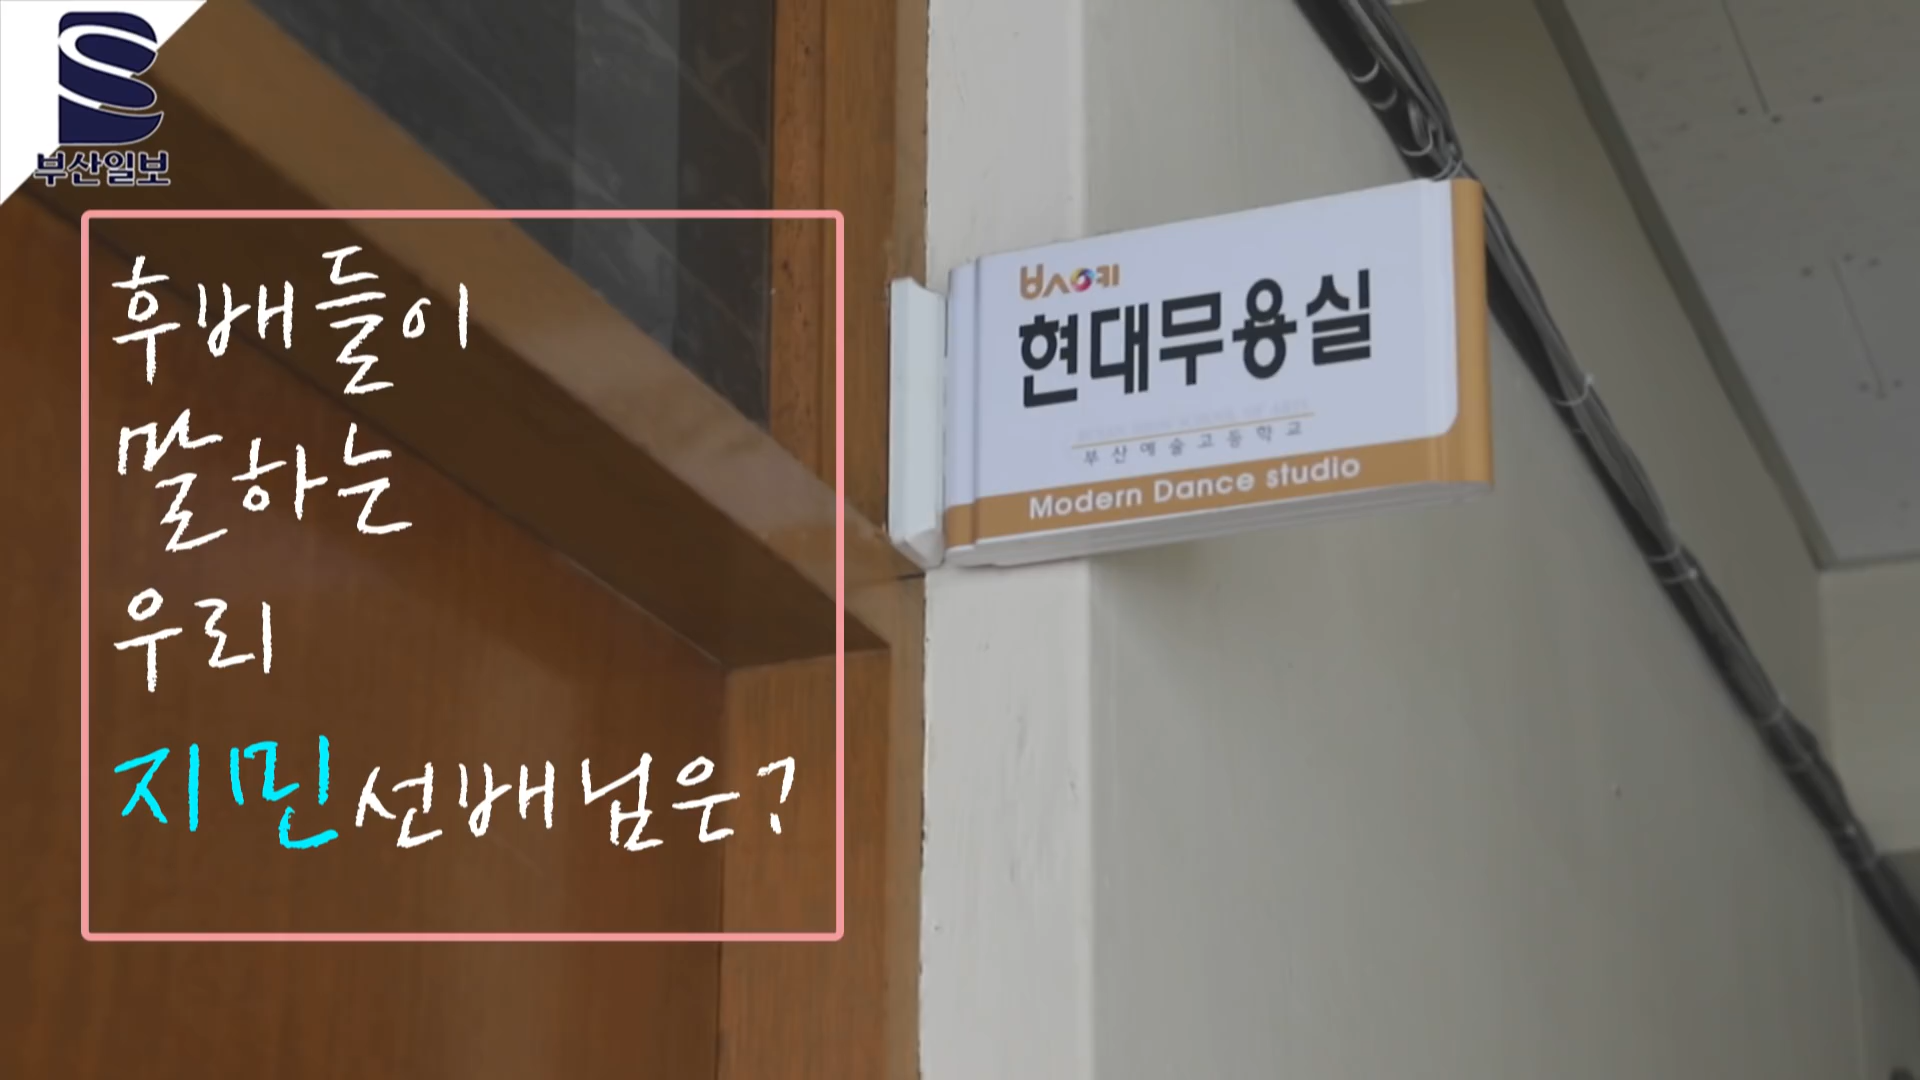 부산일보
후배들이
말하는
우리
지민선배님은?
현대무용실
부산예술고등학교
Modern Dance studio